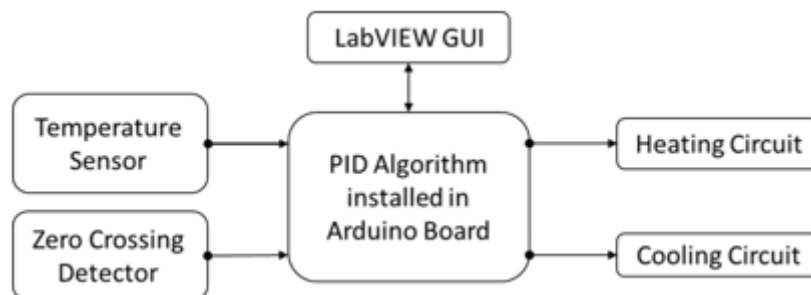 LabVIEW GUI
Temperature
Sensor
PID Algorithm
installed in
Arduino Board
Heating Circuit
Zero Crossing
Detector
Cooling Circuit